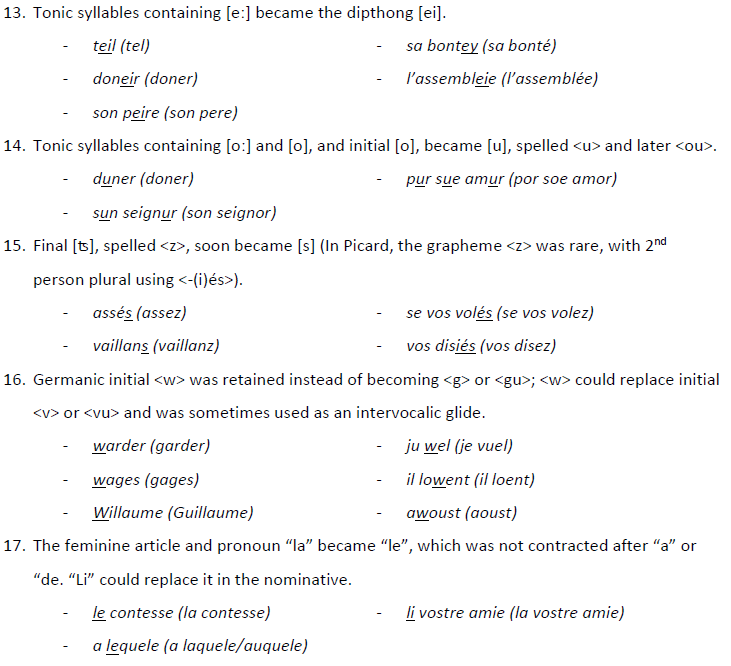 13. Tonic syllables containing [e:] became the dipthong [ei].
- teil (tel) - sa bontey (sa bonté)
- doneir (doner) - l’assembleie (l’assemblée)
- son peire (son pere)
14. Tonic syllables containing [o:] and [o], and initial [o], became [u], spelled <u> and later <ou>.
- duner (doner) - pur sue amur (por soe amor)
- sun seignur (son seignor)
15. Final [ʦ], spelled <z>, soon became [s] (In Picard, the grapheme <z> was rare, with 2nd
person plural using <-(i)és>).
- assés (assez) - se vos volés (se vos volez)
- vaillans (vaillanz) - vos disiés (vos disez)
16. Germanic initial <w> was retained instead of becoming <g> or <gu>; <w> could replace initial
<v> or <vu> and was sometimes used as an intervocalic glide.
- warder (garder) - ju wel (je vuel)
- wages (gages) - il lowent (il loent)
- Willaume (Guillaume) - awoust (aoust)
17. The feminine article and pronoun “la” became “le”, which was not contracted after “a” or
“de. “Li” could replace it in the nominative.
- le contesse (la contesse) - li vostre amie (la vostre amie)
- a lequele (a laquele/auquele)